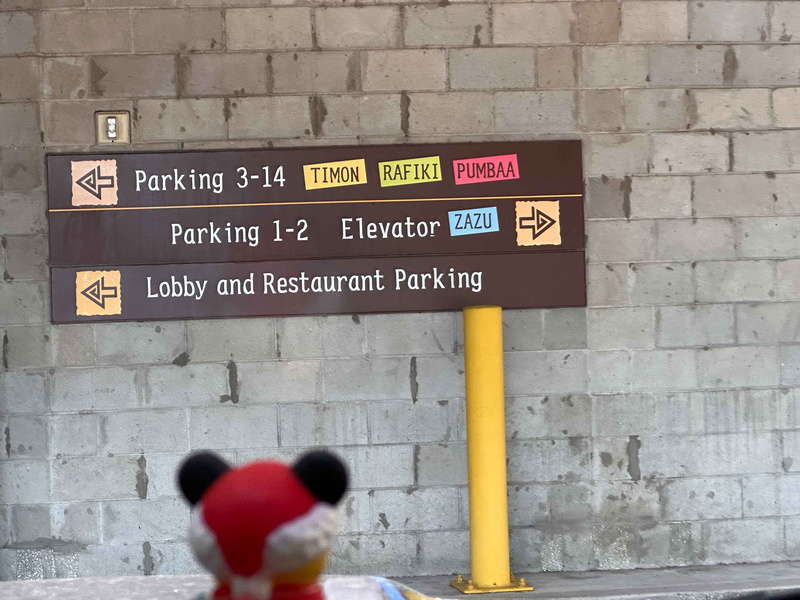 Parking 3-14 TIMON RAFIKI PUMBAA
Parking 1-2 Elevator ZAZU
Lobby and Restaurant Parking